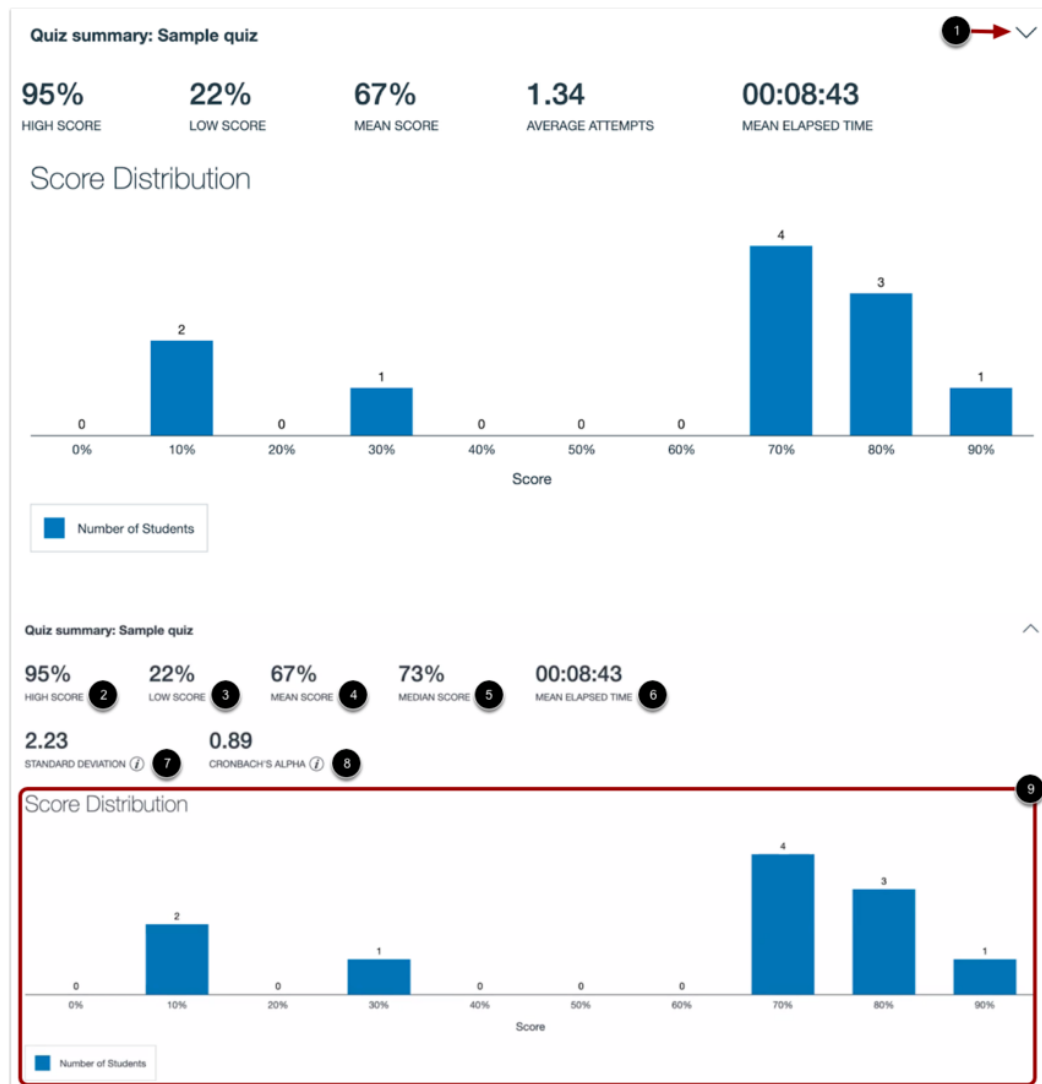 Quiz summary: Sample quiz
1
95% 22% 67% 1.34 00:08:43
HIGH SCORE LOW SCORE MEAN SCORE AVERAGE ATTEMPTS MEAN ELAPSED TIME
Score Distribution
4
3
2
1 1
0 0 0 0 0
0% 10% 20% 30% 40% 50% 60% 70% 80% 90%
Score
Number of Students
Quiz summary: Sample quiz
95% 22% 67% 73% 00:08:43
HIGH SCORE 2 LOW SCORE 3 MEAN SCORE 4 MEDIAN SCORE 5 MEAN ELAPSED TIME 6
2.23 0.89
STANDARD DEVIATION i 7 CRONBACH'S ALPHA i 8
9
Score Distribution
4
3
2
1 1
0 0 0 0 0
0% 10% 20% 30% 40% 50% 60% 70% 80% 90%
Score
Number of Students